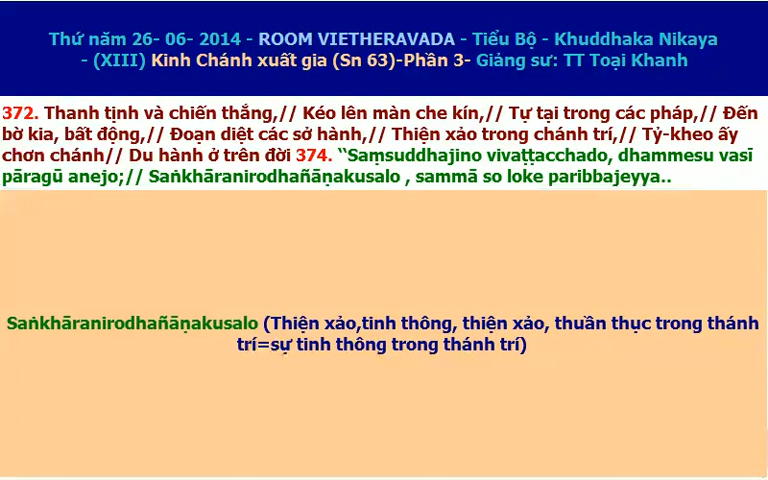 Thứ năm 26- 06- 2014 - ROOM VIETHERAVADA - Tiểu Bộ - Khuddhaka Nikaya
- (XIII) Kinh Chánh xuất gia (Sn 63)-Phần 3- Giảng sư: TT Toại Khanh
372. Thanh tịnh và chiến thắng,// Kéo lên màn che kín,// Tự tại trong các pháp,// Đến
bờ kia, bất động,// Đoạn diệt các sở hành,// Thiện xảo trong chánh trí,// Tỷ-kheo ấy
chơn chánh// Du hành ở trên đời 374. ‘‘Saṃsuddhajino vivaṭṭacchado, dhammesu vasī
pāragū anejo;// Saṅkhāranirodhañāṇakusalo , sammā so loke paribbajeyya..
Saṅkhāranirodhañāṇakusalo (Thiện xảo,tinh thông, thiện xảo, thuần thục trong thánh
trí=sự tinh thông trong thánh trí)